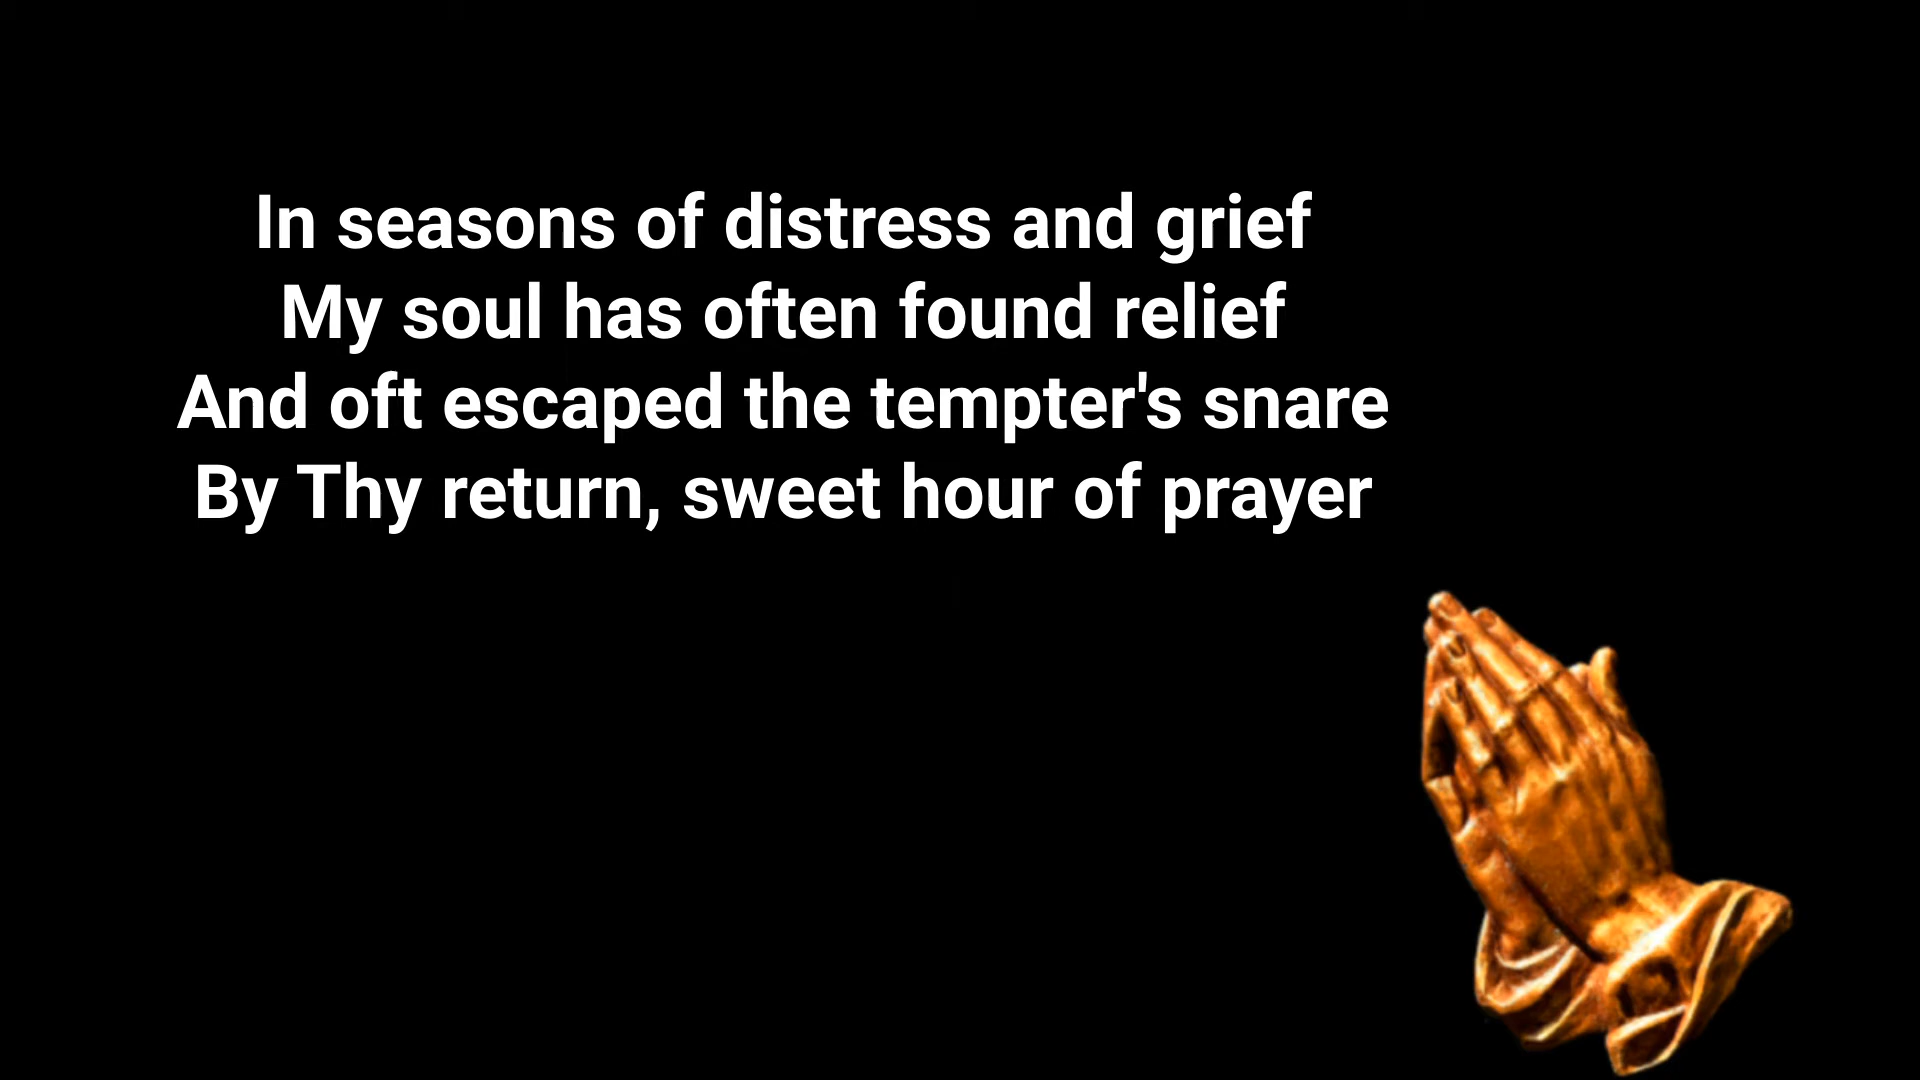 In seasons of distress and grief
My soul has often found relief
And oft escaped the tempter's snare
By Thy return, sweet hour of prayer